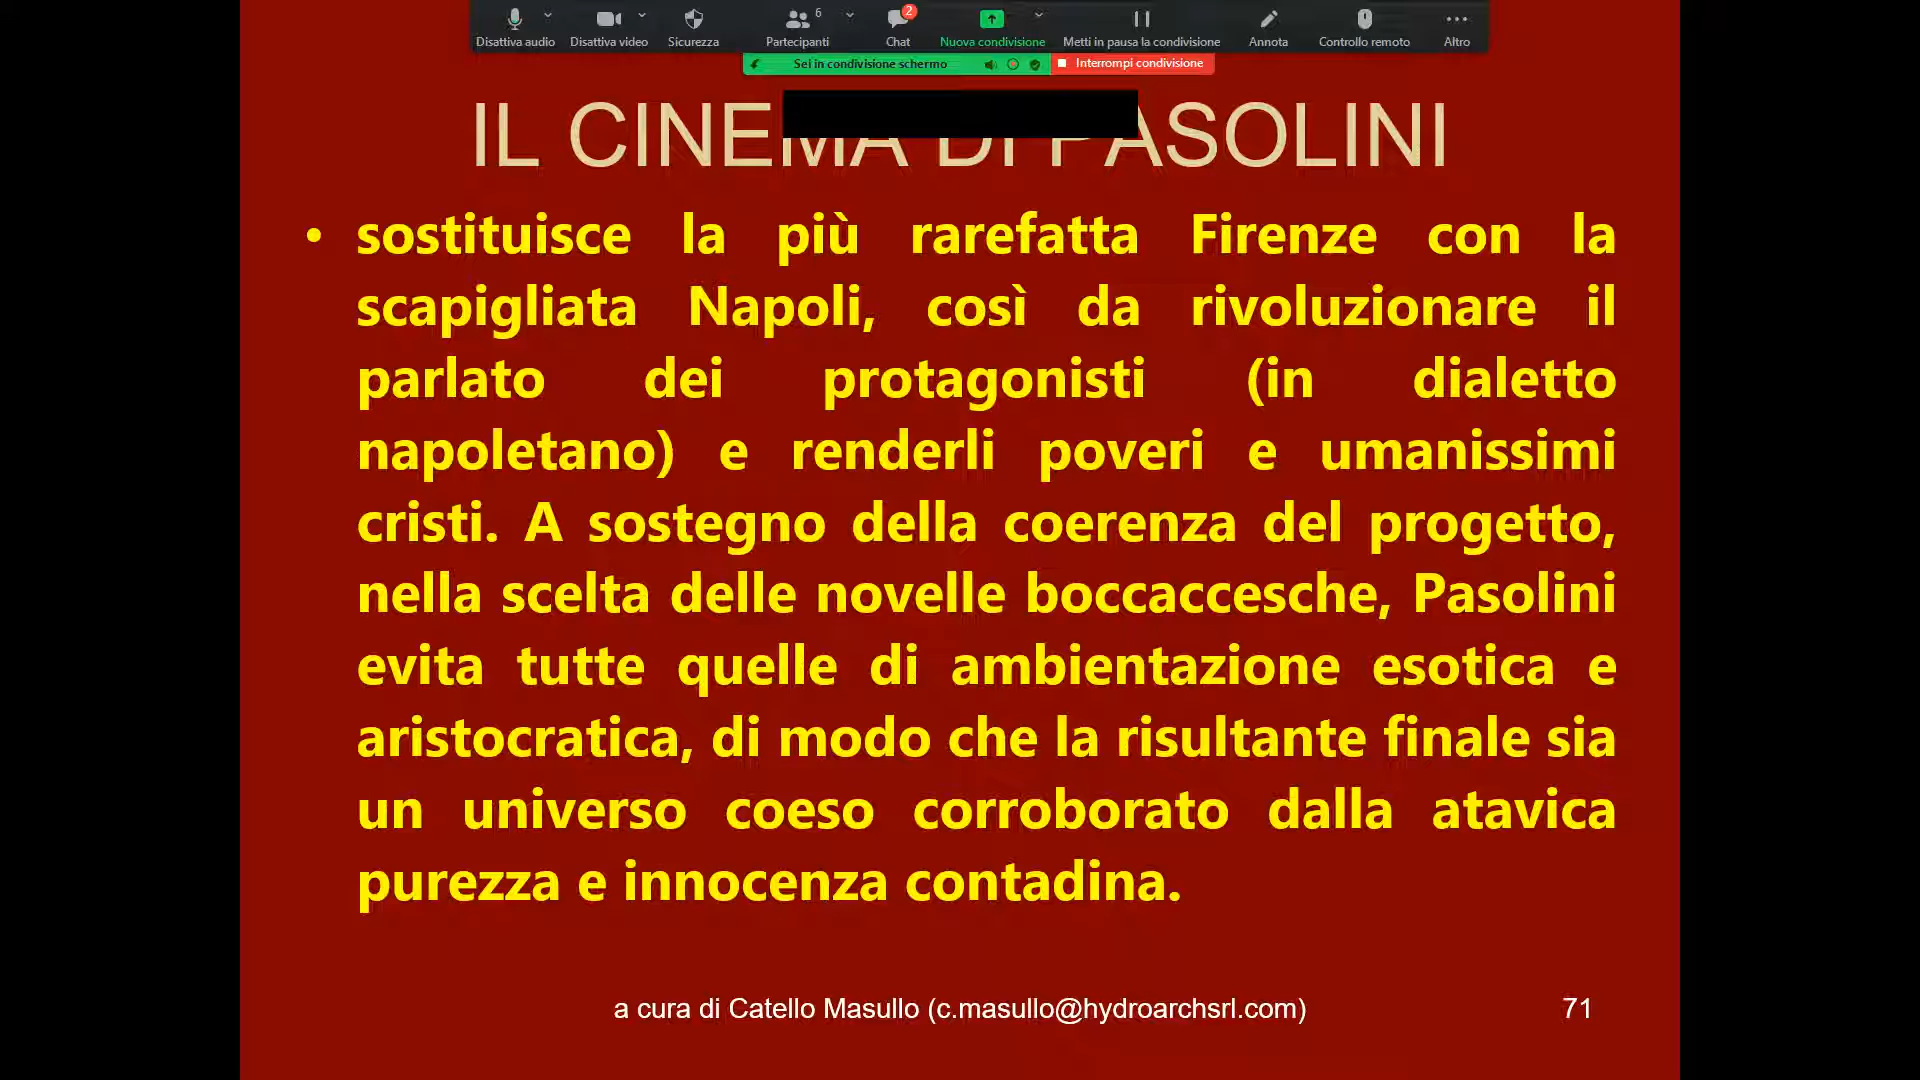 Disattiva audio Disattiva video Sicurezza Partecipanti 6 Chat 2 Nuova condivisione Metti in pausa la condivisione Annota Controllo remoto Altro
Sei in condivisione schermo Interrompi condivisione
IL CINEMA DI PASOLINI
• sostituisce la più rarefatta Firenze con la
scapigliata Napoli, così da rivoluzionare il
parlato dei protagonisti (in dialetto
napoletano) e renderli poveri e umanissimi
cristi. A sostegno della coerenza del progetto,
nella scelta delle novelle boccaccesche, Pasolini
evita tutte quelle di ambientazione esotica e
aristocratica, di modo che la risultante finale sia
un universo coeso corroborato dalla atavica
purezza e innocenza contadina.
a cura di Catello Masullo (c.masullo@hydroarchsrl.com) 71